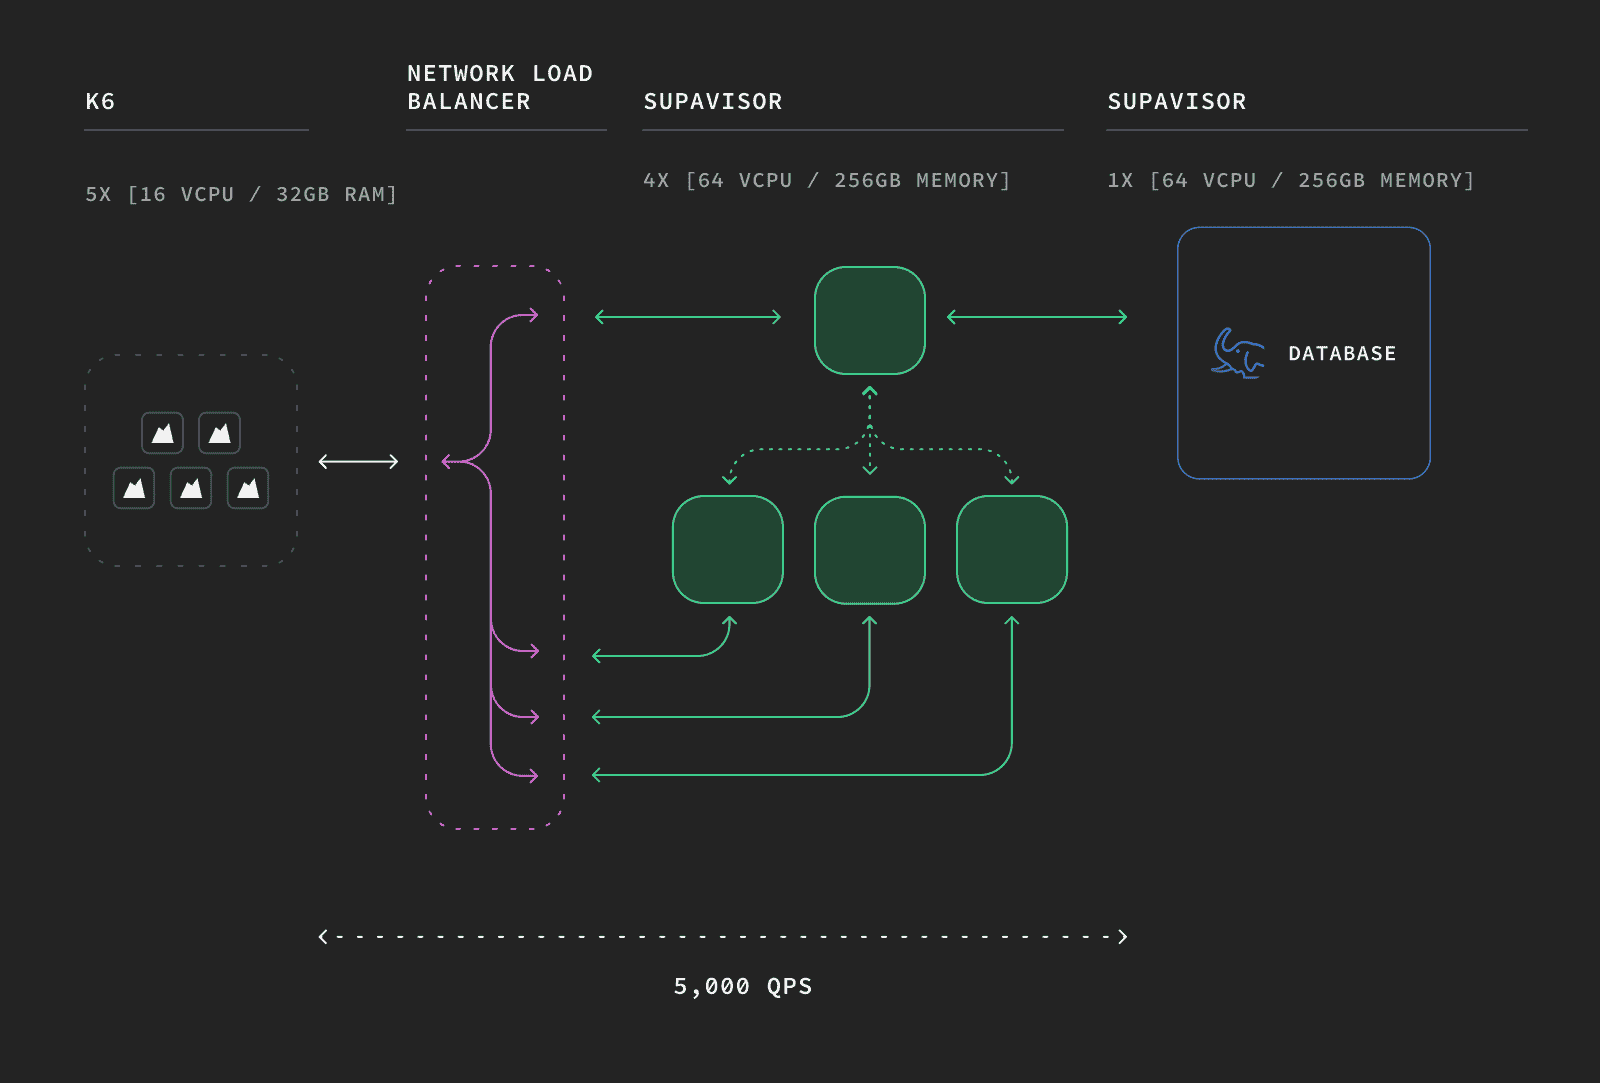 K6
NETWORK LOAD
BALANCER
SUPAVISOR
SUPAVISOR
5X [16 VCPU / 32GB RAM]
4X [64 VCPU / 256GB MEMORY]
1X [64 VCPU / 256GB MEMORY]
DATABASE
5,000 QPS